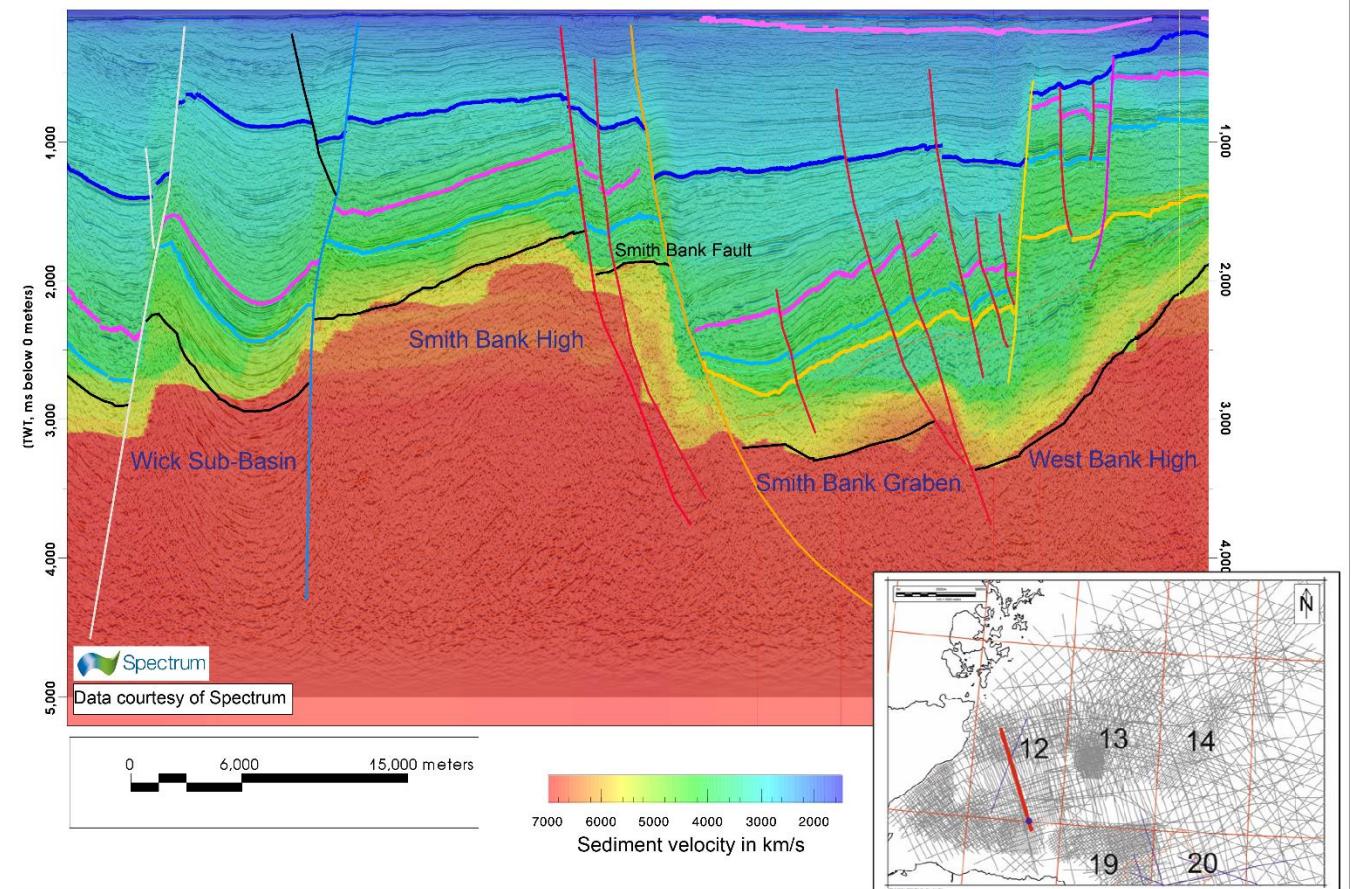 1,000
2,000
3,000
4,000
5,000
(TWT, ms below 0 meters)
1,000
2,000
3,000
4,000
Smith Bank Fault
Smith Bank High
Wick Sub-Basin
Smith Bank Graben
West Bank High
Spectrum
Data courtesy of Spectrum
0 6,000 15,000 meters
7000 6000 5000 4000 3000 2000
Sediment velocity in km/s
N
12 13 14
19 20